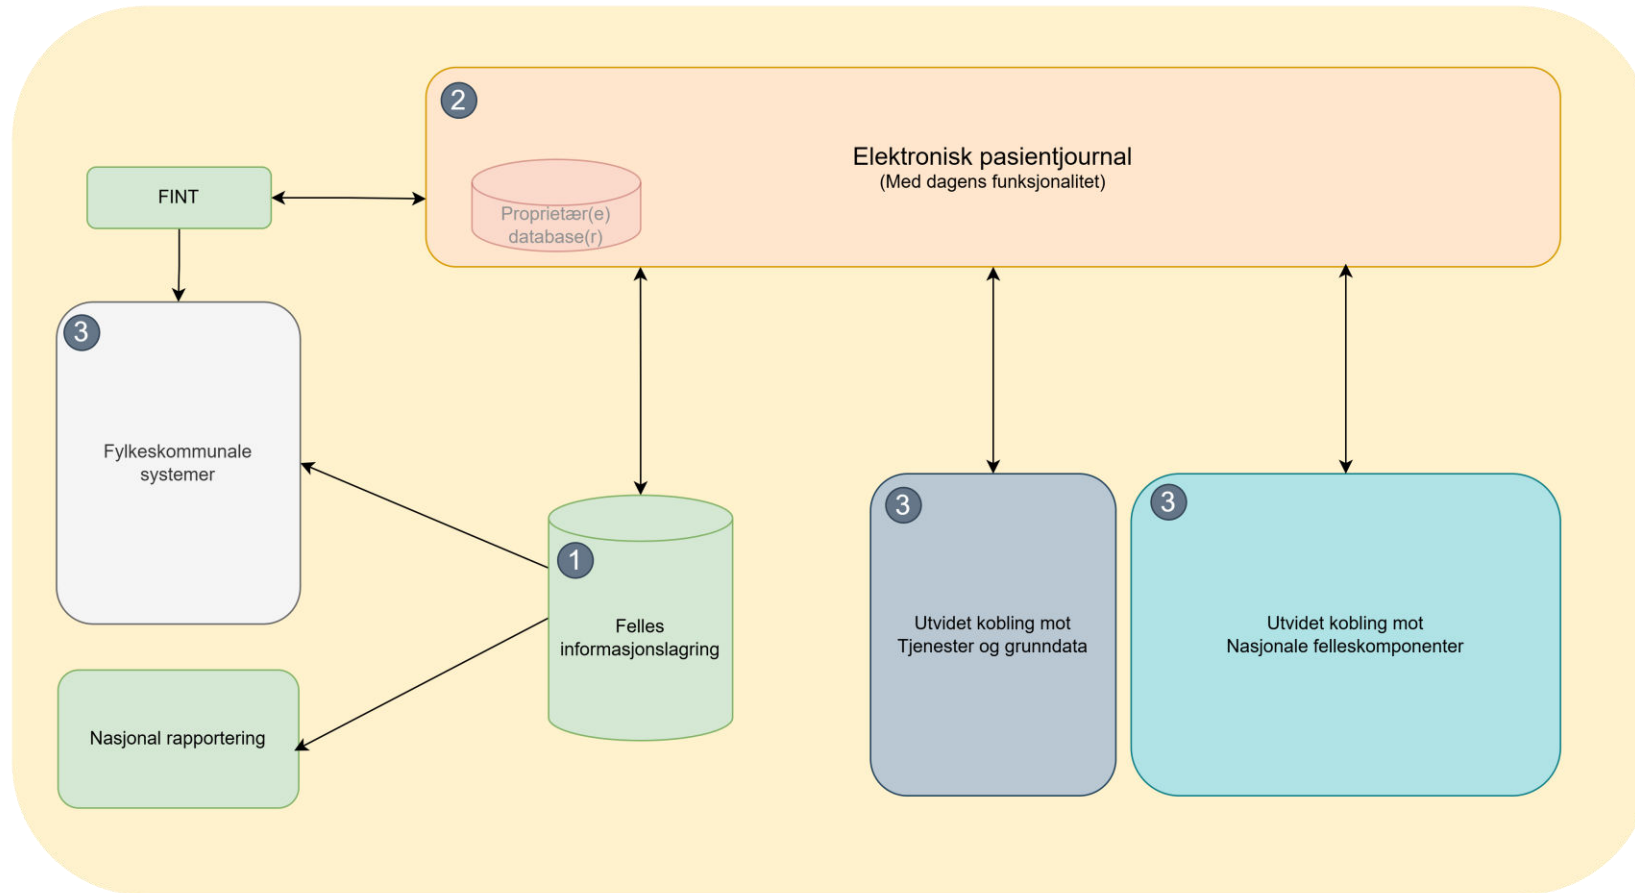 2
Elektronisk pasientjournal
(Med dagens funksjonalitet)
Proprietær(e)
database(r)
FINT
3
Fylkeskommunale
systemer
1
Felles
informasjonslagring
Nasjonal rapportering
3
Utvidet kobling mot
Tjenester og grunndata
3
Utvidet kobling mot
Nasjonale felleskomponenter